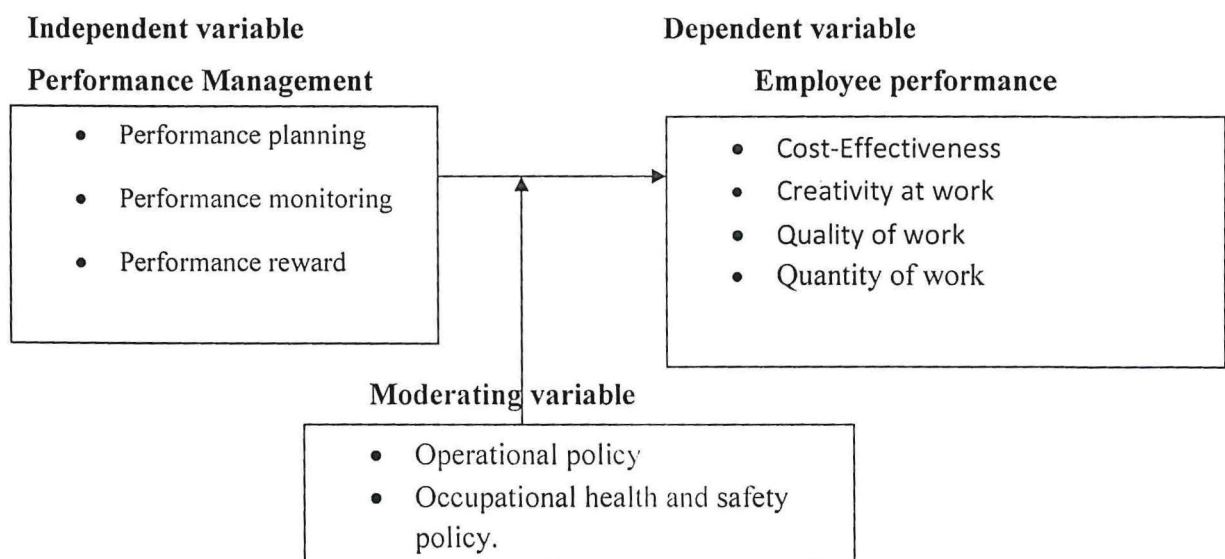 Independent variable
Dependent variable
Performance Management
Employee performance
• Performance planning
• Performance monitoring
• Performance reward
• Cost-Effectiveness
• Creativity at work
• Quality of work
• Quantity of work
Moderating variable
• Operational policy
• Occupational health and safety
policy.